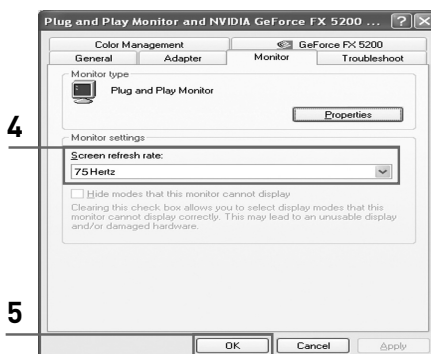 Plug and Play Monitor and NVIDIA GeForce FX 5200 ...
Color Management
GeForce FX 5200
General
Adapter
Monitor
Troubleshoot
Monitor type
Plug and Play Monitor
Properties
4
Monitor settings
Screen refresh rate:
75 Hertz
Hide modes that this monitor cannot display
Clearing this check box allows you to select display modes that this
monitor cannot display correctly. This may lead to an unusable display
and/or damaged hardware.
5
OK
Cancel
Apply